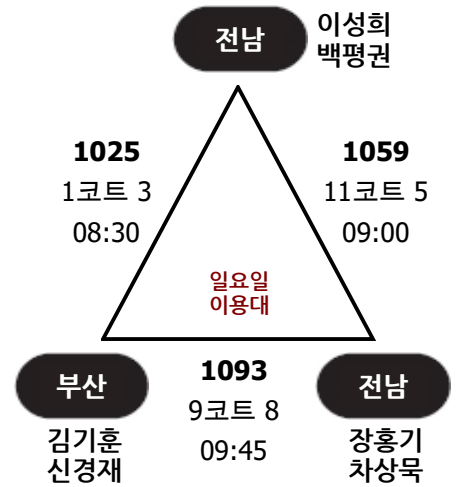 전남
이성희
백평권
1025
1코트 3
08:30
1059
11코트 5
09:00
일요일
이용대
부산
김기훈
신경재
1093
9코트 8
09:45
전남
장홍기
차상묵